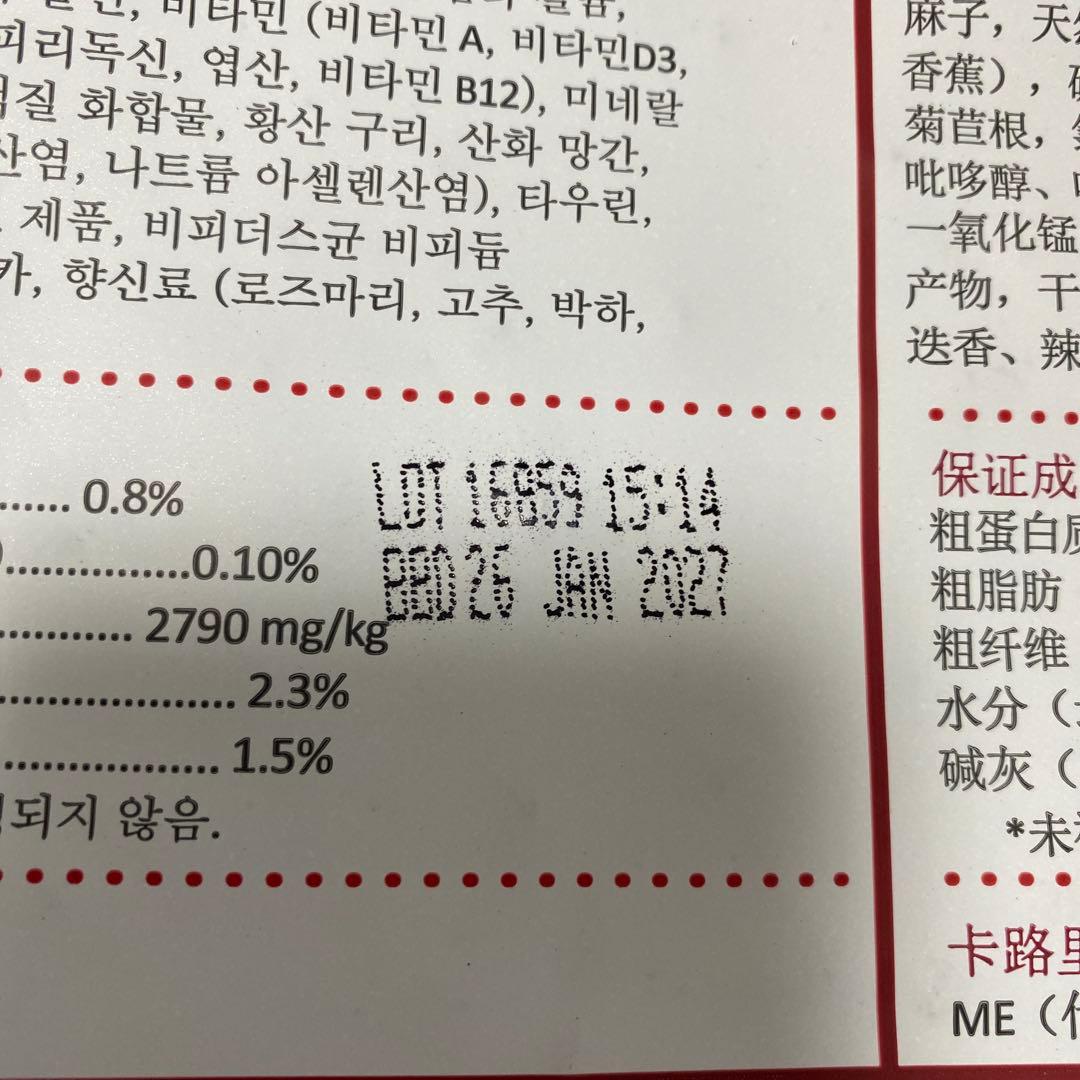 비타민 (비타민 A, 비타민D3,
피리독신, 엽산, 비타민 B12), 미네랄
화합물, 황산 구리, 산화 망간,
산염, 나트륨 아셀렌산염), 타우린,
제품, 비피더스균 비피듐
카, 향신료 (로즈마리, 고추, 박하,
...... 0.8%
)...............0.10%
........... 2790 mg/kg
.................. 2.3%
................ 1.5%
되지 않음.
LOT 16859 15:14
BBD 26 JAN 2027
麻子，天然
香蕉），
菊苣根，
吡哆醇、
一氧化锰
产物，干
迭香、辣
保证成
粗蛋白质
粗脂肪
粗纤维
水分（
碱灰（
*未
卡路里
ME（